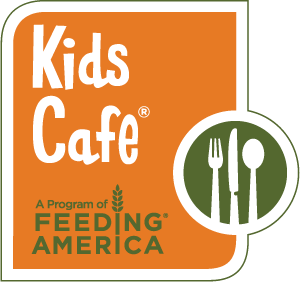 Kids
Cafe®
A Program of
FEEDING®
AMERICA